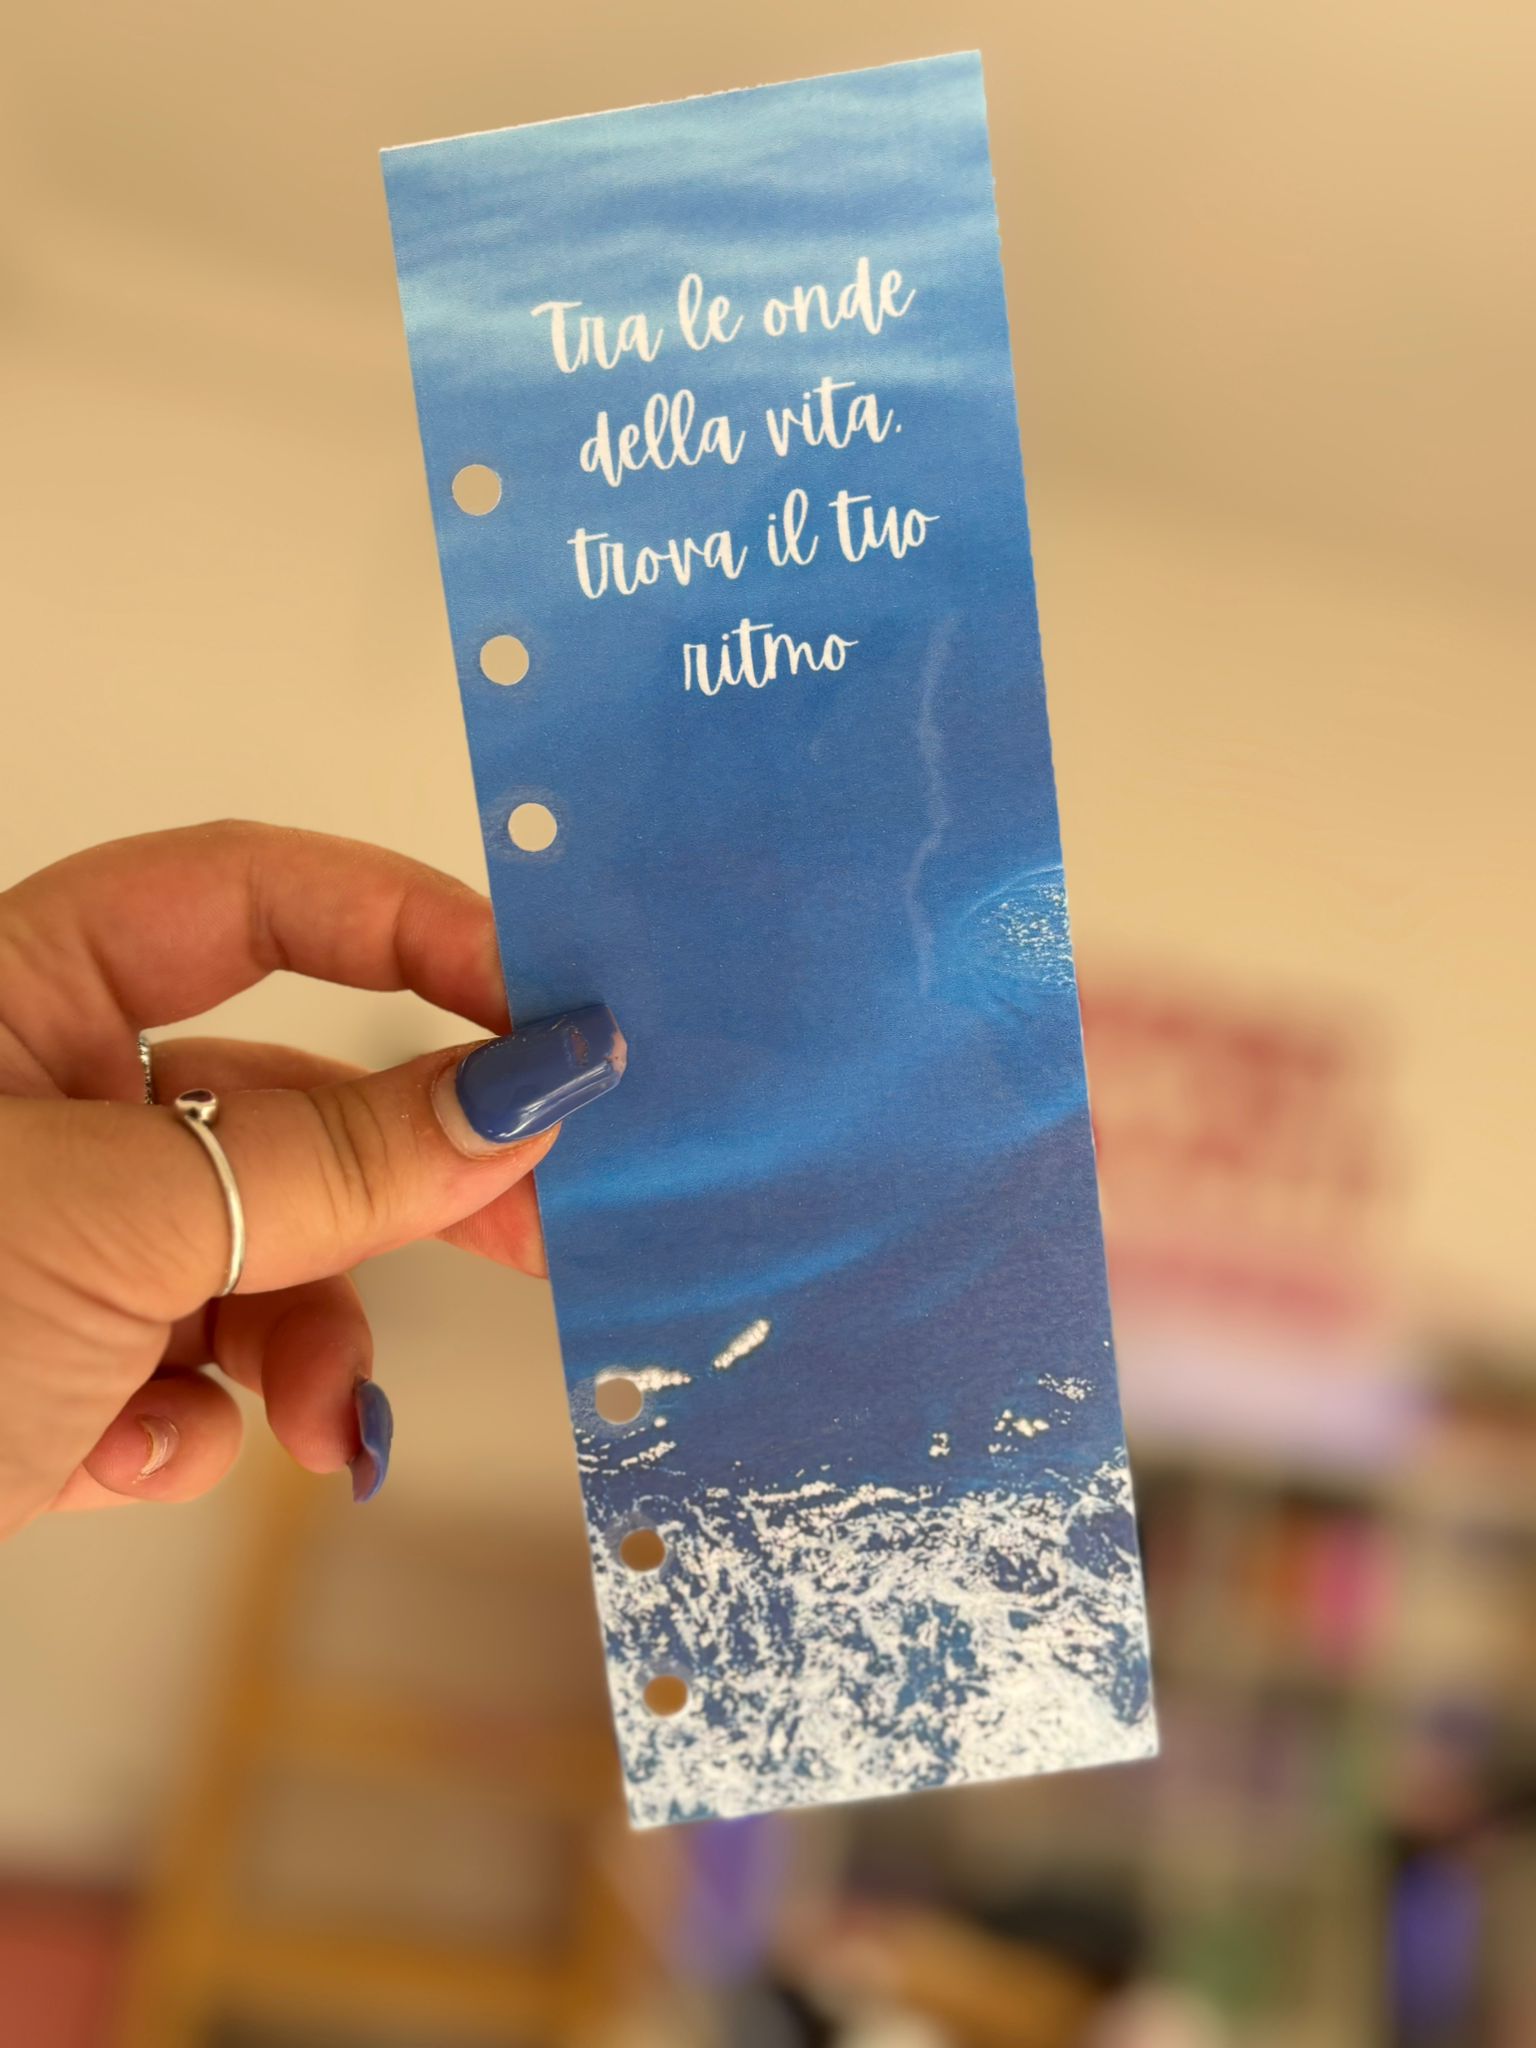 Tra le onde
della vita,
trova il tuo
ritmo